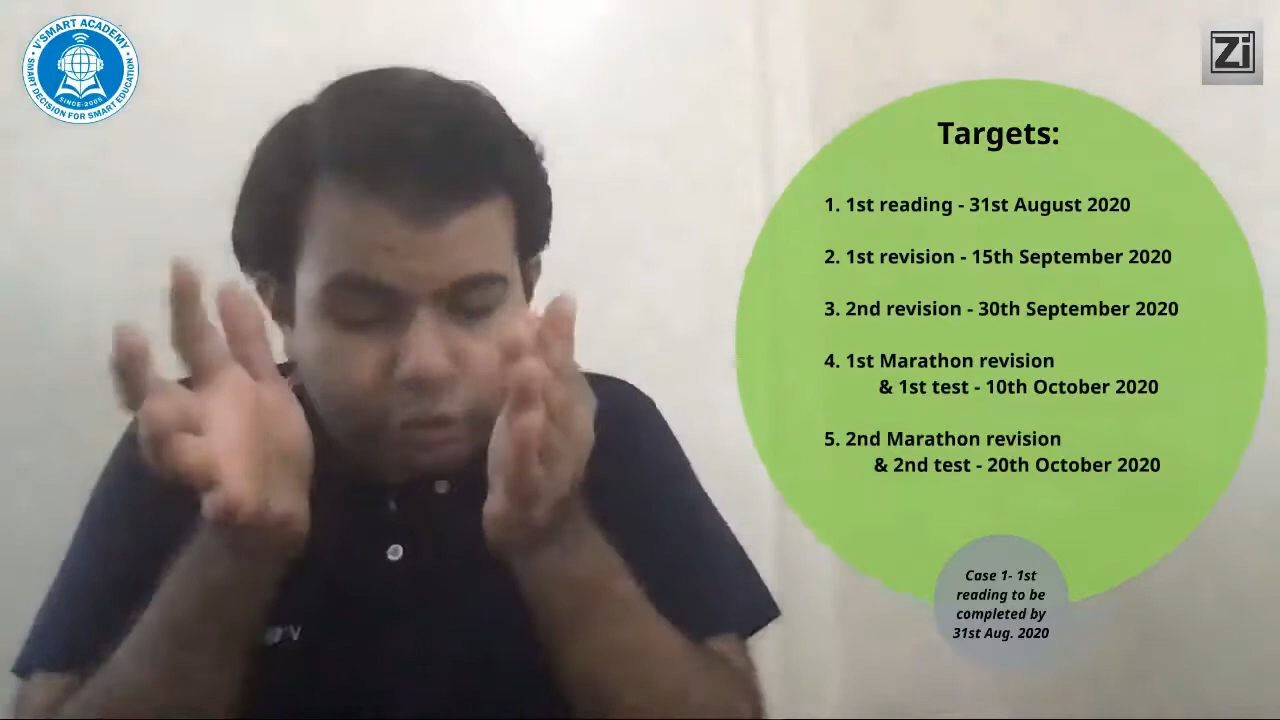 V'SMART ACADEMY
SMART DECISION FOR SMART EDUCATION
SINCE-2005
Zi
Targets:
1. 1st reading - 31st August 2020
2. 1st revision - 15th September 2020
3. 2nd revision - 30th September 2020
4. 1st Marathon revision
& 1st test - 10th October 2020
5. 2nd Marathon revision
& 2nd test - 20th October 2020
Case 1- 1st
reading to be
completed by
31st Aug. 2020